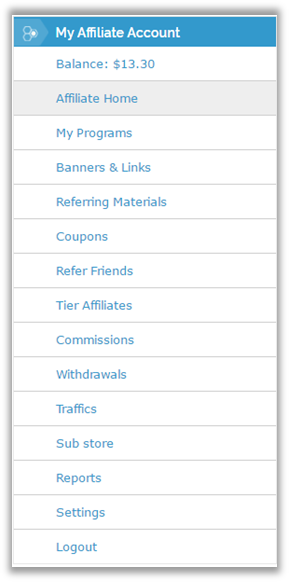 My Affiliate Account
Balance: $13.30
Affiliate Home
My Programs
Banners & Links
Referring Materials
Coupons
Refer Friends
Tier Affiliates
Commissions
Withdrawals
Traffics
Sub store
Reports
Settings
Logout